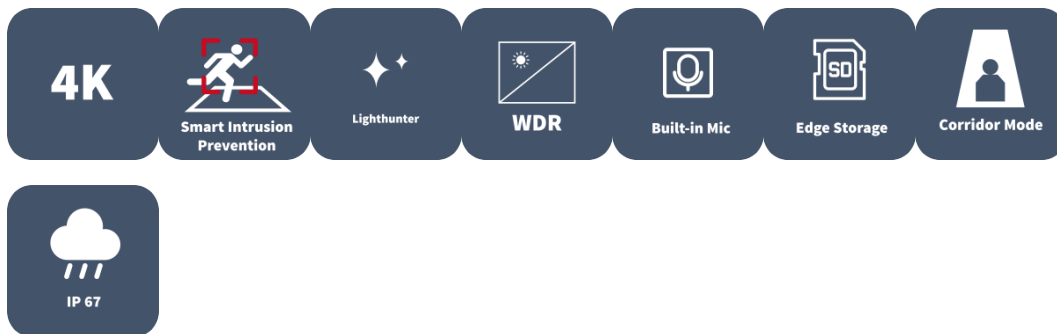 4K
Smart Intrusion
Prevention
Lighthunter
WDR
Built-in Mic
SD
Edge Storage
Corridor Mode
IP 67